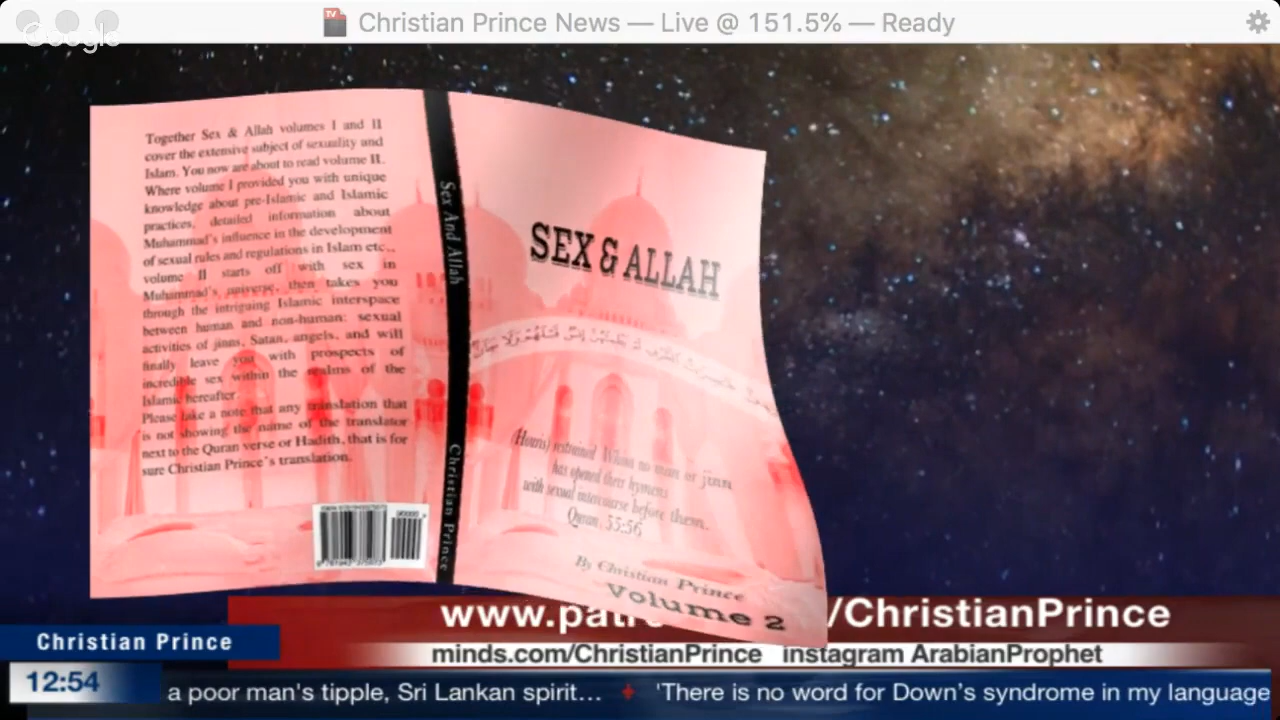 Christian Prince News — Live @ 151.5% — Ready
Google
Together Sex & Allah volumes I and II
cover the extensive subject of sexuality and
Islam. You now are about to read volume II.
Where volume I provided you with unique
knowledge about pre-Islamic and Islamic
practices, detailed information about
Muhammad's influence in the development
of sexual rules and regulations in Islam etc..,
volume II starts off with sex in
Muhammad's universe, then takes you
through the intriguing Islamic interspace
between human and non-human: sexual
activities of jinns, Satan, angels, and will
finally leave you with prospects of
incredible sex within the realms of the
Islamic hereafter.
Please take a note that any translation that
is not showing the name of the translator
next to the Quran verse or Hadith, that is for
sure Christian Prince's translation.
Sex And Allah
Christian Prince
SEX & ALLAH
(Houris) restrained Whom no man or jinn
has opened their hymens
with sexual intercourse before them.
Quran, 55:56
By Christian Prince
Volume 2
www.patr /ChristianPrince
minds.com/ChristianPrince instagram ArabianProphet
Christian Prince
12:54
a poor man's tipple, Sri Lankan spirit... 'There is no word for Down's syndrome in my language